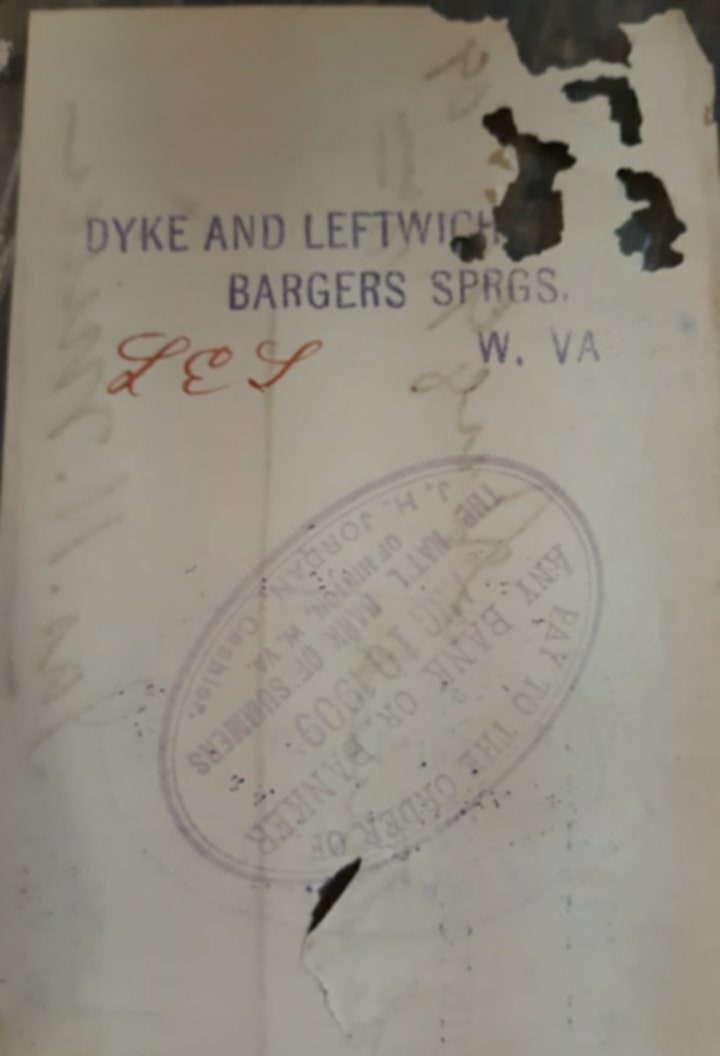 DYKE AND LEFTWICH
BARGERS SPRGS.
W. VA
LES
PAY TO THE ORDER OF
ANY BANK OR BANKER
10 1909
THE NAT'L BANK OF SUMMERS
OF HINTON, W. VA.
J. H. JORDAN Cashier.